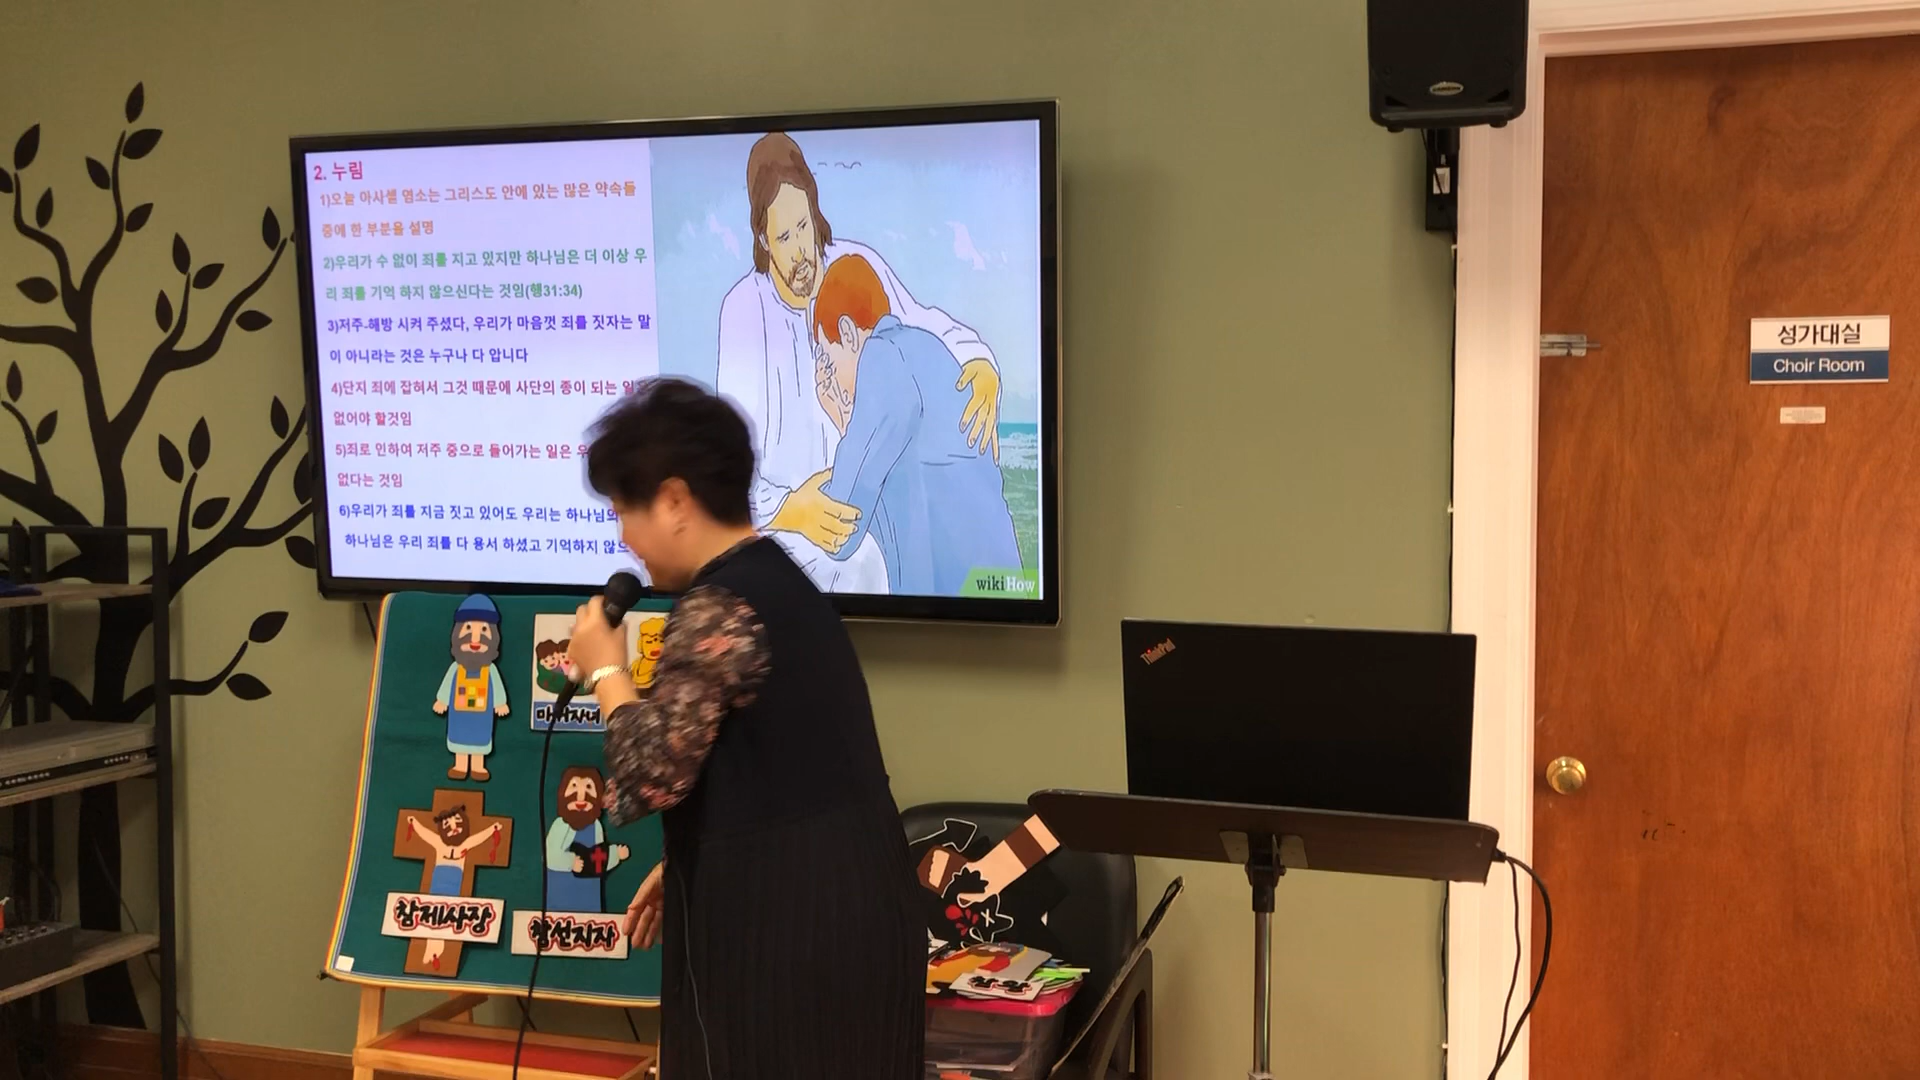 2. 누림
1)오늘 아사셀 염소는 그리스도 안에 있는 많은 약속들
중에 한 부분을 설명
2)우리가 수 없이 죄를 지고 있지만 하나님은 더 이상 우
리 죄를 기억 하지 않으신다는 것임(행31:34)
3)저주-해방 시켜 주셨다, 우리가 마음껏 죄를 짓자는 말
이 아니라는 것은 누구나 다 압니다
4)단지 죄에 잡혀서 그것 때문에 사단의 종이 되는
없어야 할것임
5)죄로 인하여 저주 중으로 들어가는 일은
없다는 것임
6)우리가 죄를 지금 짓고 있어도 우리는 하나님의
하나님은 우리 죄를 다 용서 하셨고 기억하지
wikiHow
참제사장
참선지자
ThinkPad
성가대실
Choir Room